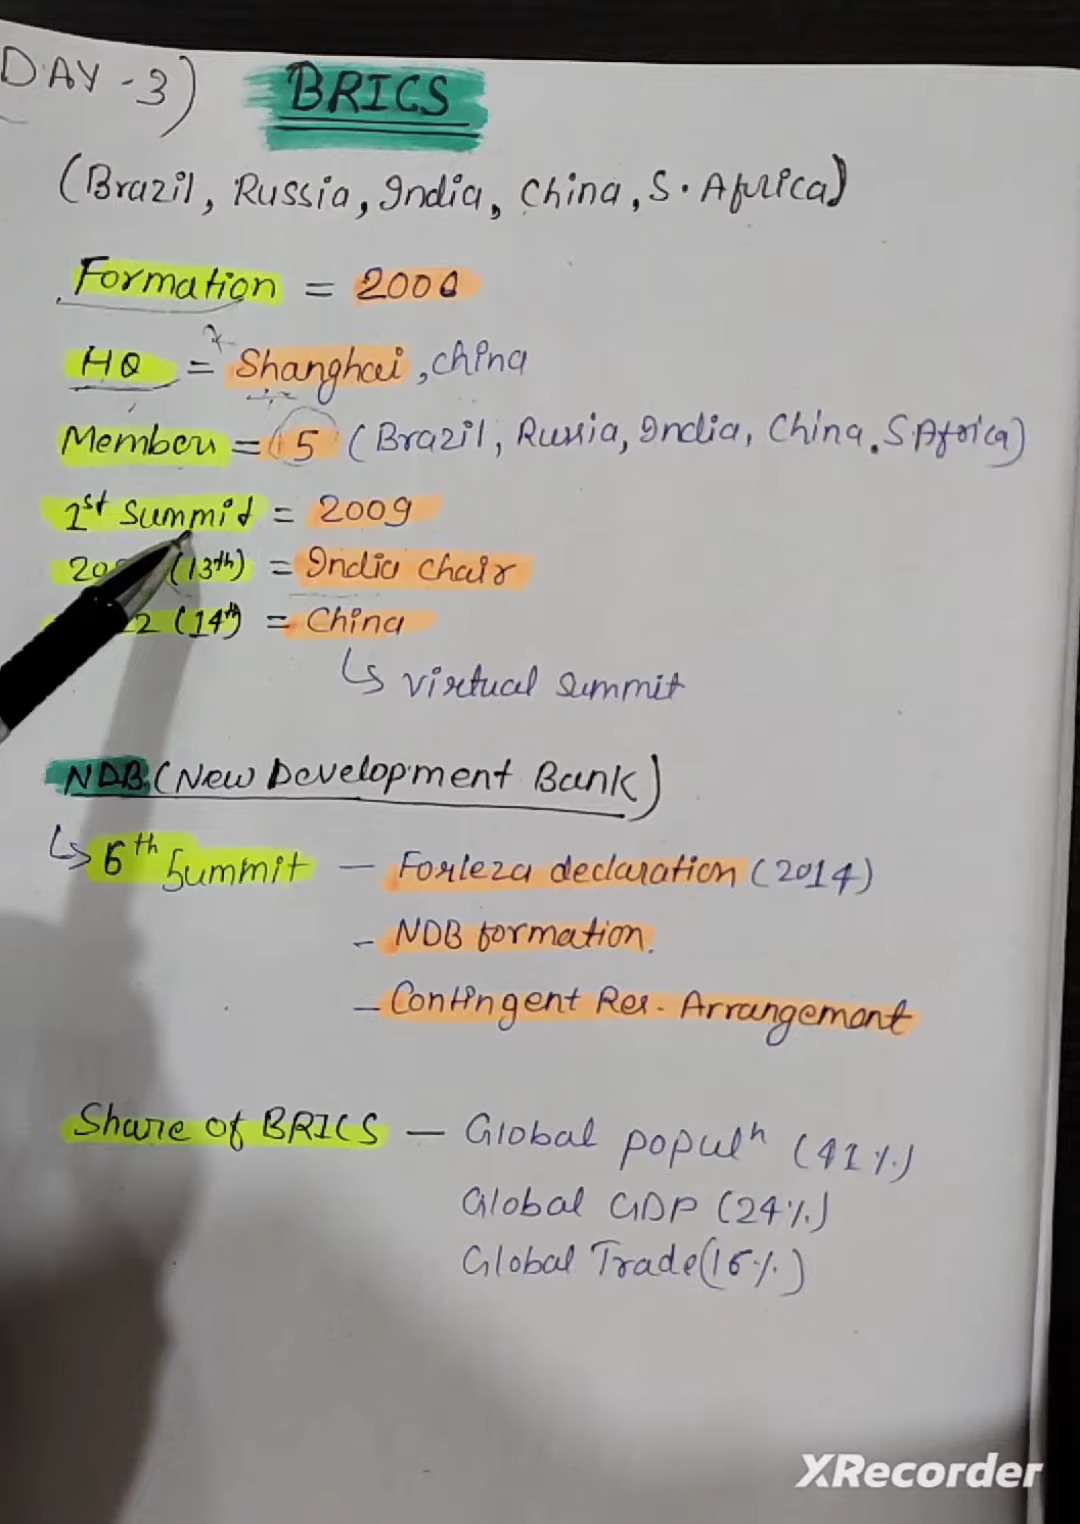 DAY-3)
BRICS
(Brazil, Russia, India, China, S. Africa)
Formation =
HQ = Shanghai, China
Member = 5 (Brazil, Russia, India, China, S.Africa)
1st Summit = 2009
(13th) = India chair
(14th) = China
↳ virtual summit
NDB (New Development Bank)
↳ 6th Summit — Forleza declaration (2014)
- NDB formation.
- Contingent Res. Arrangement
Share of BRICS — Global populn (41%)
Global GDP (24%)
Global Trade (16%)
XRecorder